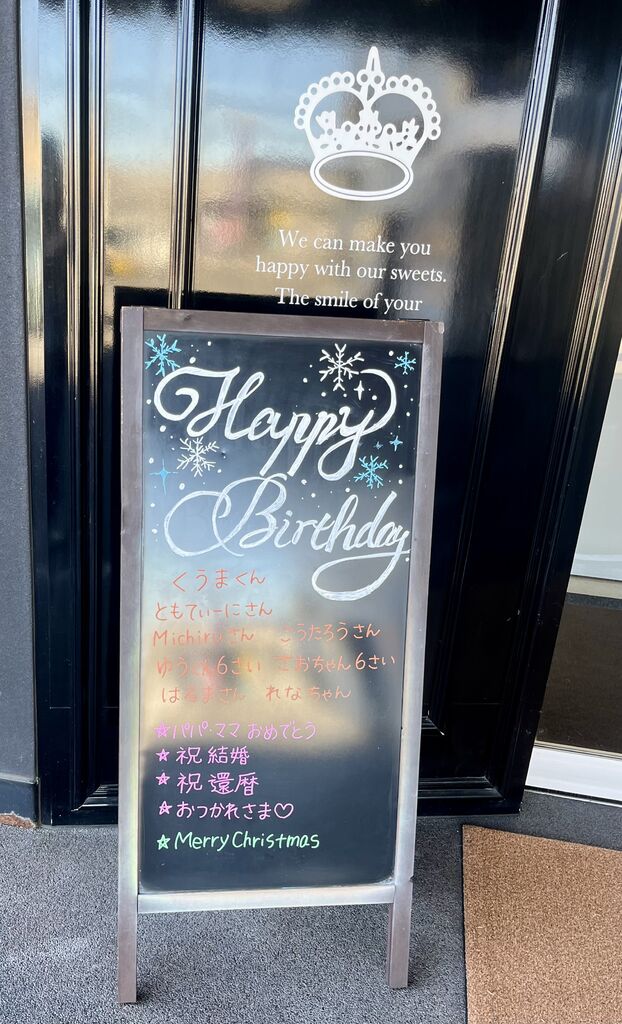 We can make you
happy with our sweets.
The smile of your
Happy
Birthday
くうまくん
ともてぃーにさん
Michiruさん こうたろうさん
ゆうくん6さい さおちゃん6さい
はるまさん れなちゃん
☆パパ・ママ おめでとう
☆祝 結婚
☆祝 還暦
☆おつかれさま♡
☆Merry Christmas